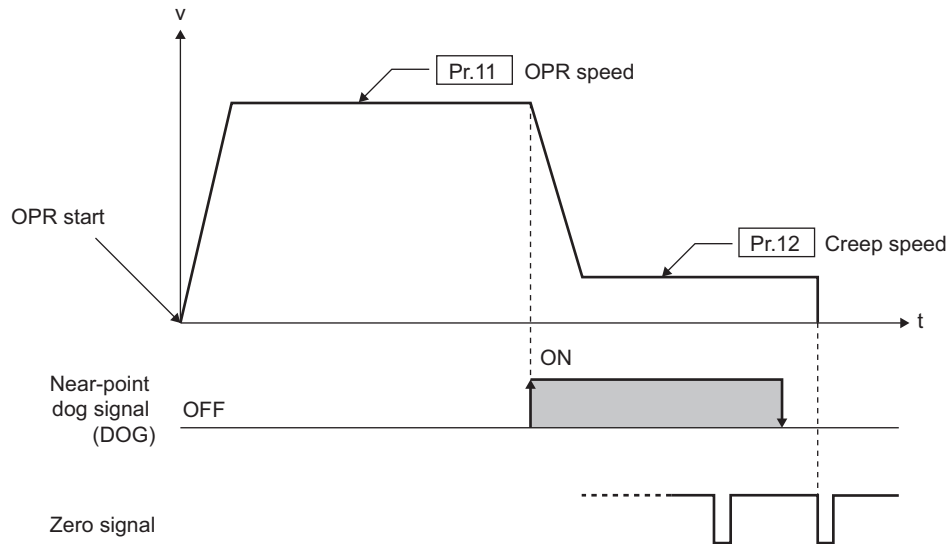 v
Pr.11 OPR speed
OPR start
Pr.12 Creep speed
t
ON
Near-point
dog signal
(DOG)
OFF
Zero signal